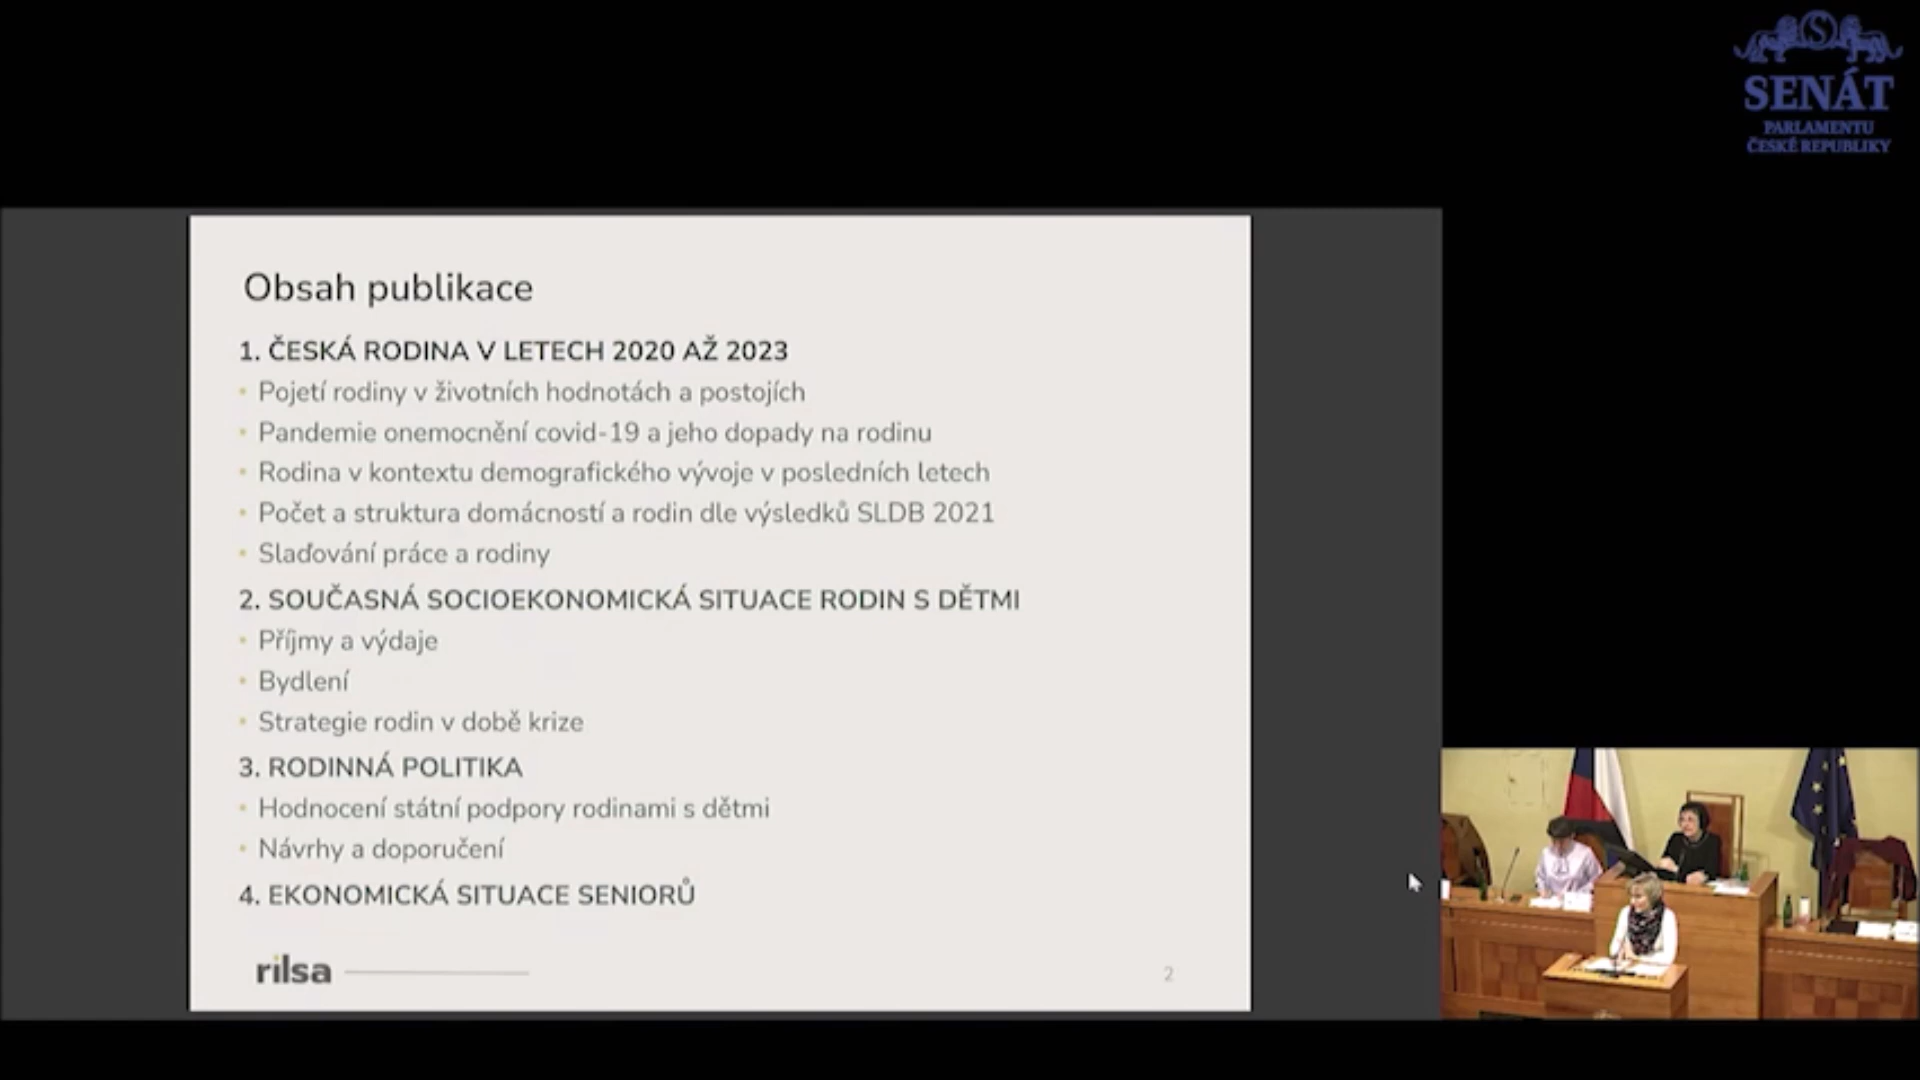 SENÁT
PARLAMENTU
ČESKÉ REPUBLIKY
Obsah publikace
1. ČESKÁ RODINA V LETECH 2020 AŽ 2023
• Pojetí rodiny v životních hodnotách a postojích
• Pandemie onemocnění covid-19 a jeho dopady na rodinu
• Rodina v kontextu demografického vývoje v posledních letech
• Počet a struktura domácností a rodin dle výsledků SLDB 2021
• Slaďování práce a rodiny
2. SOUČASNÁ SOCIOEKONOMICKÁ SITUACE RODIN S DĚTMI
• Příjmy a výdaje
• Bydlení
• Strategie rodin v době krize
3. RODINNÁ POLITIKA
• Hodnocení státní podpory rodinami s dětmi
• Návrhy a doporučení
4. EKONOMICKÁ SITUACE SENIORŮ
rilsa
2